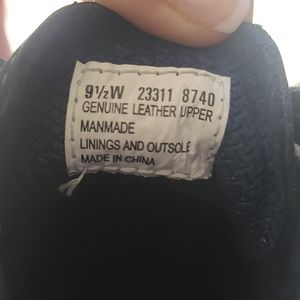 9½W 23311 8740
GENUINE LEATHER UPPER
MANMADE
LININGS AND OUTSOLE
MADE IN CHINA